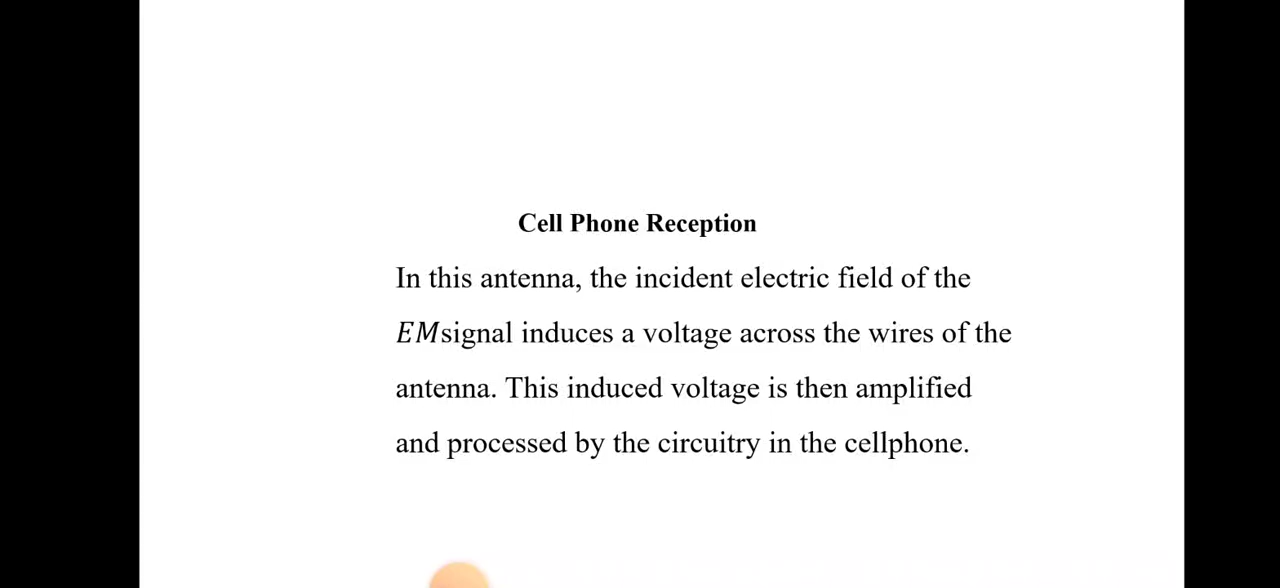 Cell Phone Reception
In this antenna, the incident electric field of the
EMsignal induces a voltage across the wires of the
antenna. This induced voltage is then amplified
and processed by the circuitry in the cellphone.